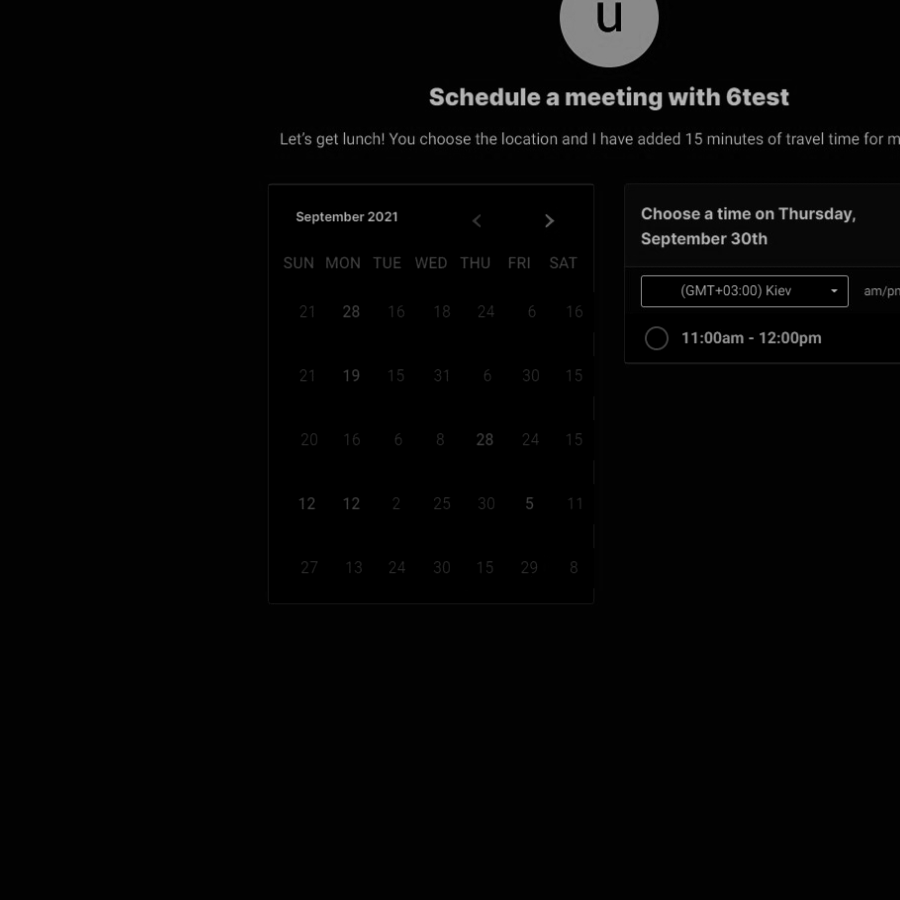 u
Schedule a meeting with 6test
Let's get lunch! You choose the location and I have added 15 minutes of travel time for m
September 2021
SUN MON TUE WED THU FRI SAT
21 28 16 18 24 6 16
21 19 15 31 6 30 15
20 16 6 8 28 24 15
12 12 2 25 30 5 11
27 13 24 30 15 29 8
Choose a time on Thursday,
September 30th
(GMT+03:00) Kiev am/pm
11:00am - 12:00pm